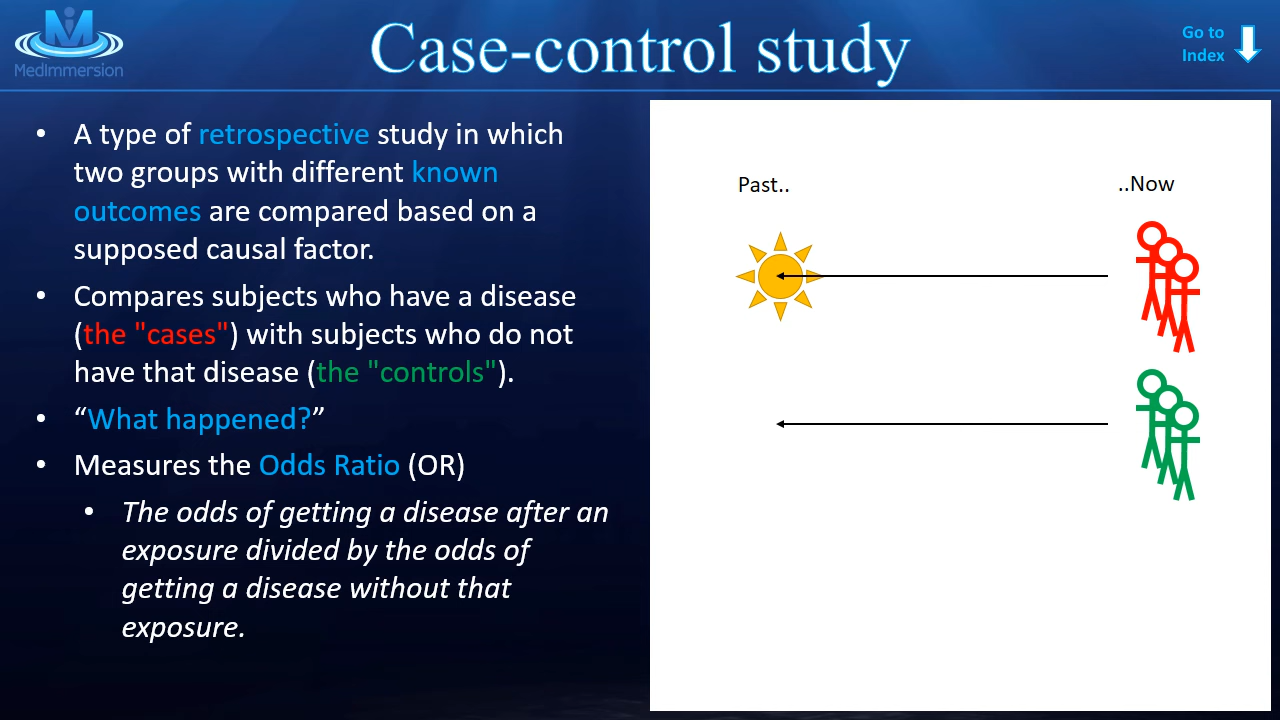 MedImmersion
Case-control study
Go to
Index
• A type of retrospective study in which
two groups with different known
outcomes are compared based on a
supposed causal factor.
• Compares subjects who have a disease
(the "cases") with subjects who do not
have that disease (the "controls").
• “What happened?”
• Measures the Odds Ratio (OR)
• The odds of getting a disease after an
exposure divided by the odds of
getting a disease without that
exposure.
Past..
..Now